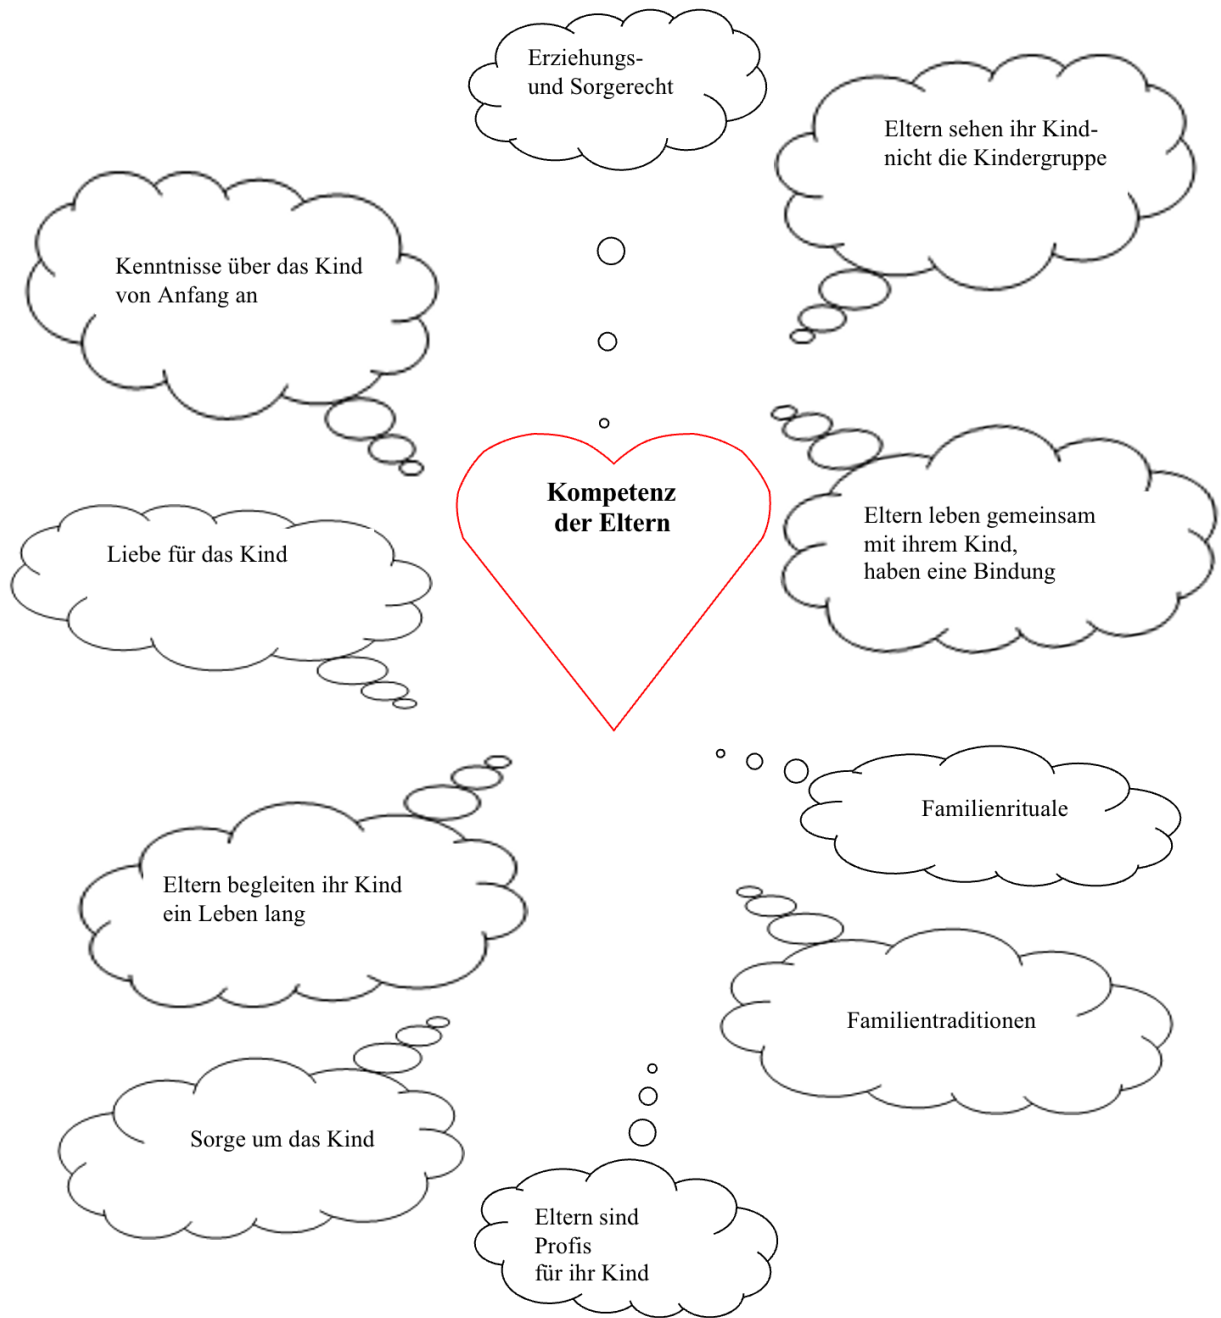 Erziehungs-
und Sorgerecht
Eltern sehen ihr Kind-
nicht die Kindergruppe
Kenntnisse über das Kind
von Anfang an
Kompetenz
der Eltern
Eltern leben gemeinsam
mit ihrem Kind,
haben eine Bindung
Liebe für das Kind
Familienrituale
Eltern begleiten ihr Kind
ein Leben lang
Familientraditionen
Sorge um das Kind
Eltern sind
Profis
für ihr Kind